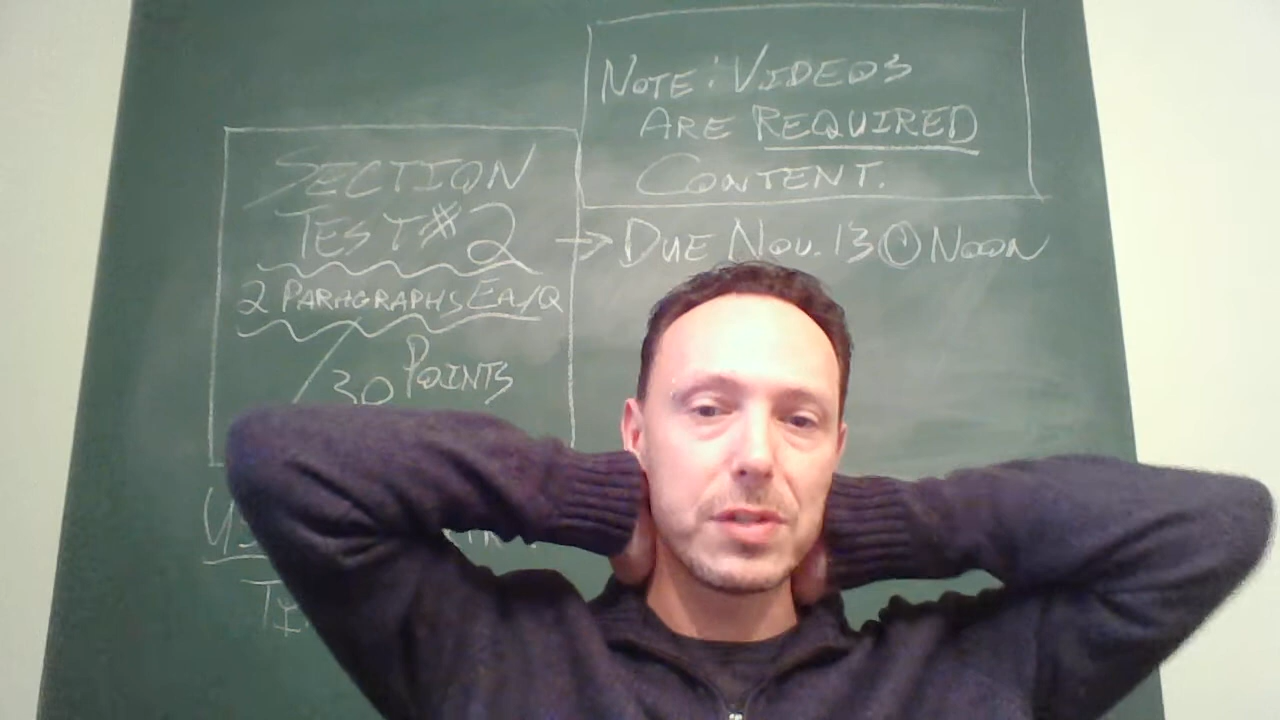 NOTE: VIDEOS
ARE REQUIRED
CONTENT.
SECTION
TEST #2
→ DUE NOV. 13 @ NOON
2 PARAGRAPHS EA/Q
/30 POINTS